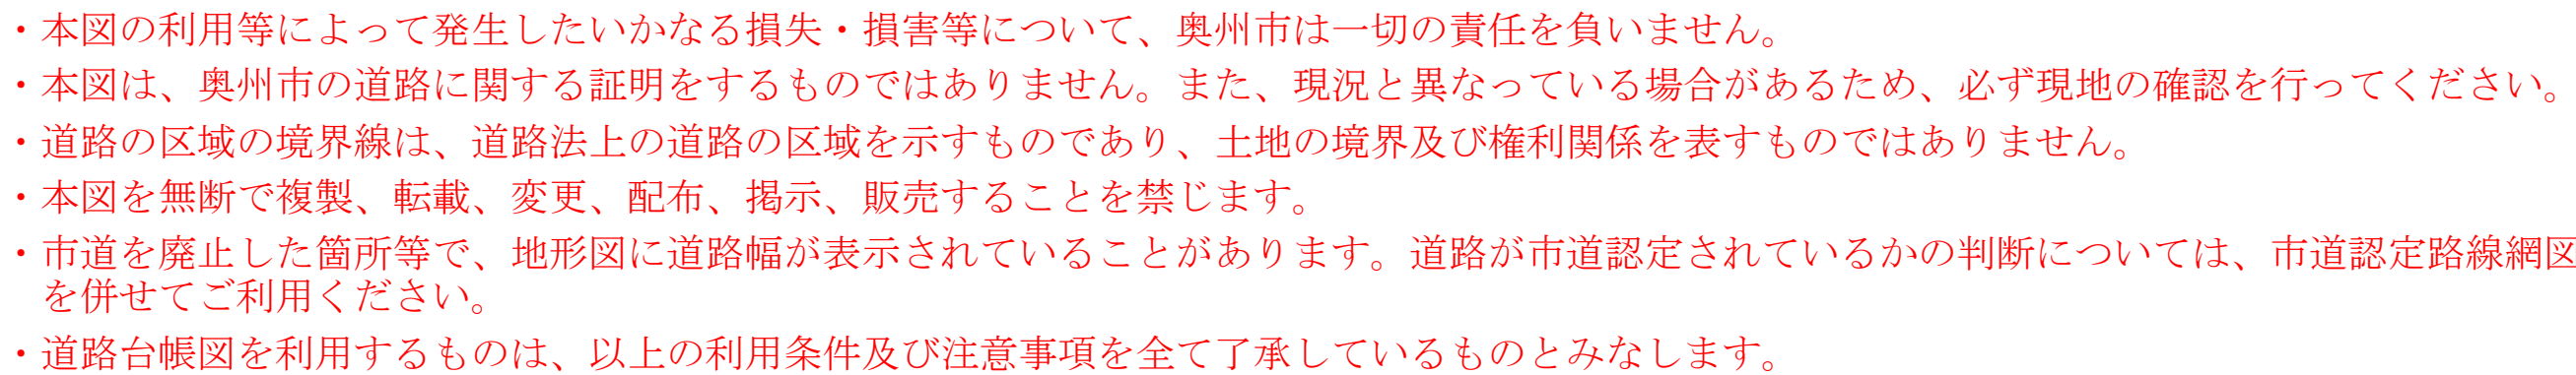 ・本図の利用等によって発生したいかなる損失・損害等について、奥州市は一切の責任を負いません。
・本図は、奥州市の道路に関する証明をするものではありません。また、現況と異なっている場合があるため、必ず現地の確認を行ってください。
・道路の区域の境界線は、道路法上の道路の区域を示すものであり、土地の境界及び権利関係を表すものではありません。
・本図を無断で複製、転載、変更、配布、掲示、販売することを禁じます。
・市道を廃止した箇所等で、地形図に道路幅が表示されていることがあります。道路が市道認定されているかの判断については、市道認定路線網図
を併せてご利用ください。
・道路台帳図を利用するものは、以上の利用条件及び注意事項を全て了承しているものとみなします。